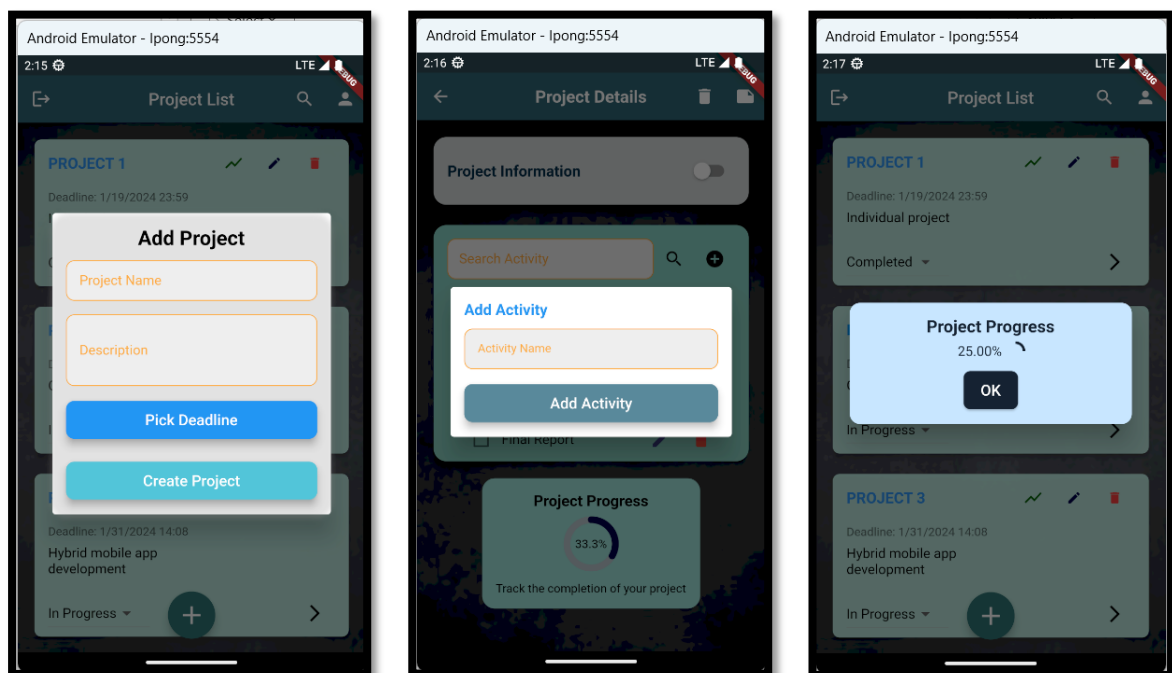 Android Emulator - Ipong:5554
2:15
LTE
DEBUG
Project List
PROJECT 1
Deadline: 1/19/2024 23:59
Add Project
Project Name
Description
Pick Deadline
Create Project
Deadline: 1/31/2024 14:08
Hybrid mobile app
development
In Progress
Android Emulator - Ipong:5554
2:16
LTE
DEBUG
Project Details
Project Information
Search Activity
Add Activity
Activity Name
Add Activity
Final Report
Project Progress
33.3%
Track the completion of your project
Android Emulator - Ipong:5554
2:17
LTE
DEBUG
Project List
PROJECT 1
Deadline: 1/19/2024 23:59
Individual project
Completed
Project Progress
25.00%
OK
In Progress
PROJECT 3
Deadline: 1/31/2024 14:08
Hybrid mobile app
development
In Progress